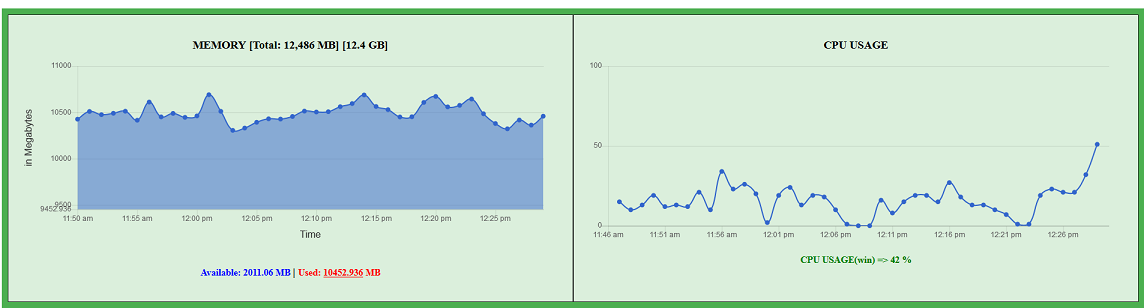 MEMORY [Total: 12,486 MB] [12.4 GB]
11000
10500
10000
9500
9452.936
in Megabytes
11:50 am 11:55 am 12:00 pm 12:05 pm 12:10 pm 12:15 pm 12:20 pm 12:25 pm
Time
Available: 2011.06 MB | Used: 10452.936 MB
CPU USAGE
100
50
0
11:46 am 11:51 am 11:56 am 12:01 pm 12:06 pm 12:11 pm 12:16 pm 12:21 pm 12:26 pm
CPU USAGE(win) => 42 %